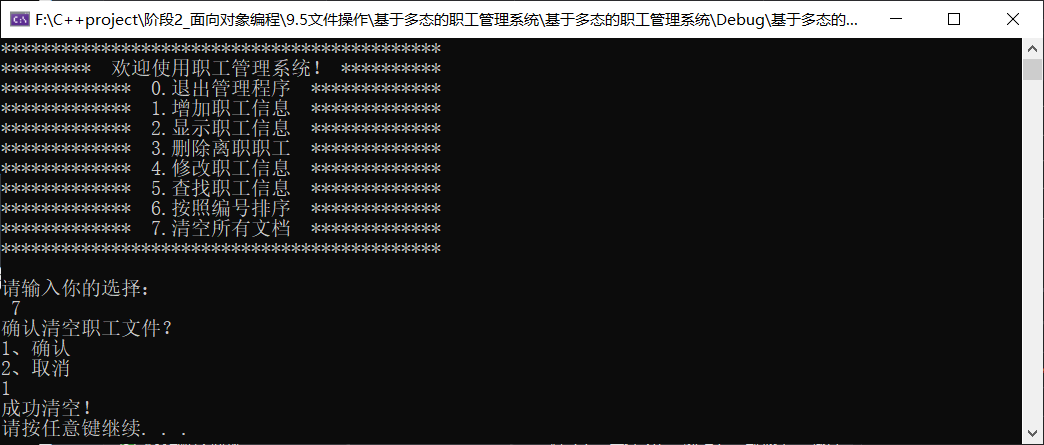 F:\C++project\阶段2_面向对象编程\9.5文件操作\基于多态的职工管理系统\基于多态的职工管理系统\Debug\基于多态的...
********************************************
*********  欢迎使用职工管理系统！ **********
*************  0.退出管理程序  *************
*************  1.增加职工信息  *************
*************  2.显示职工信息  *************
*************  3.删除离职职工  *************
*************  4.修改职工信息  *************
*************  5.查找职工信息  *************
*************  6.按照编号排序  *************
*************  7.清空所有文档  *************
********************************************
请输入你的选择：
 7
确认清空职工文件？
1、确认
2、取消
1
成功清空！
请按任意键继续. . .